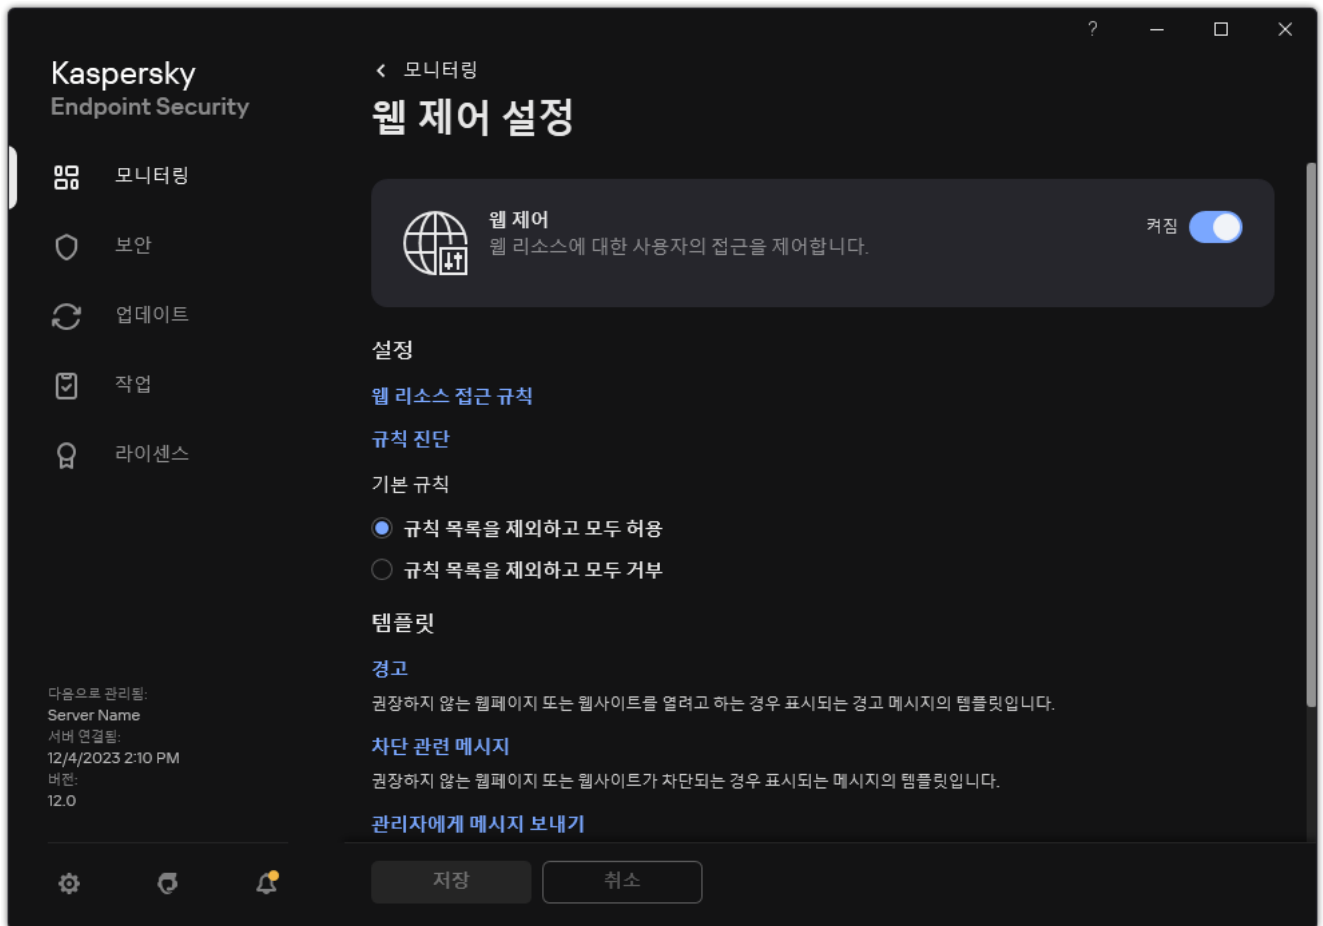 ?
Kaspersky
Endpoint Security
모니터링
보안
업데이트
작업
라이센스
다음으로 관리됨:
Server Name
서버 연결됨:
12/4/2023 2:10 PM
버전:
12.0
모니터링
웹 제어 설정
웹 제어
웹 리소스에 대한 사용자의 접근을 제어합니다.
켜짐
설정
웹 리소스 접근 규칙
규칙 진단
기본 규칙
규칙 목록을 제외하고 모두 허용
규칙 목록을 제외하고 모두 거부
템플릿
경고
권장하지 않는 웹페이지 또는 웹사이트를 열려고 하는 경우 표시되는 경고 메시지의 템플릿입니다.
차단 관련 메시지
권장하지 않는 웹페이지 또는 웹사이트가 차단되는 경우 표시되는 메시지의 템플릿입니다.
관리자에게 메시지 보내기
저장
취소